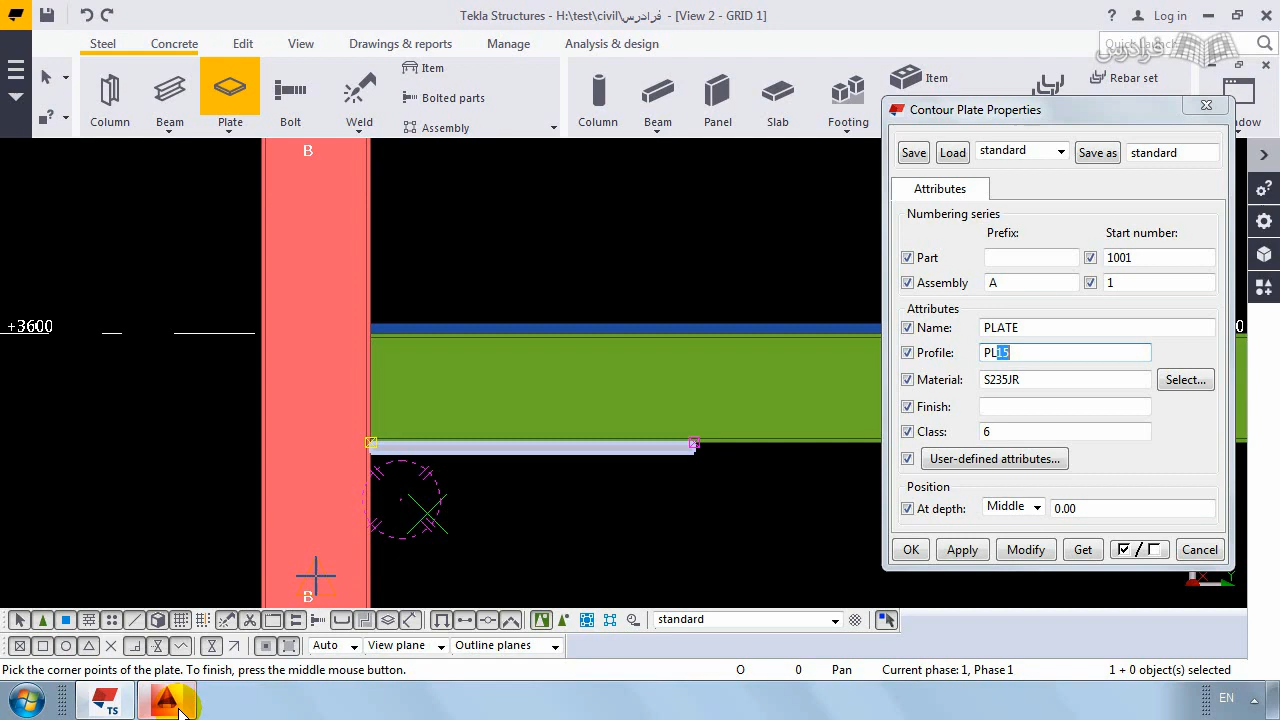 Tekla Structures - H:\test\civil\فرادرس - [View 2 - GRID 1]
? Log in
Steel Concrete Edit View Drawings & reports Manage Analysis & design
Quick Launch
فرادرس
Column Beam Plate Bolt Weld
Item
Bolted parts
Assembly
Column Beam Panel Slab Footing
Item
Rebar set
Window
Contour Plate Properties
Save Load standard Save as standard
Attributes
Numbering series
Prefix: Start number:
Part 1001
Assembly A 1
Attributes
Name: PLATE
Profile: PL15
Material: S235JR Select...
Finish:
Class: 6
User-defined attributes...
Position
At depth: Middle 0.00
OK Apply Modify Get / Cancel
B
+3600
0
B
standard
Auto View plane Outline planes
Pick the corner points of the plate. To finish, press the middle mouse button.
O 0 Pan Current phase: 1, Phase 1 1 + 0 object(s) selected
TS
EN